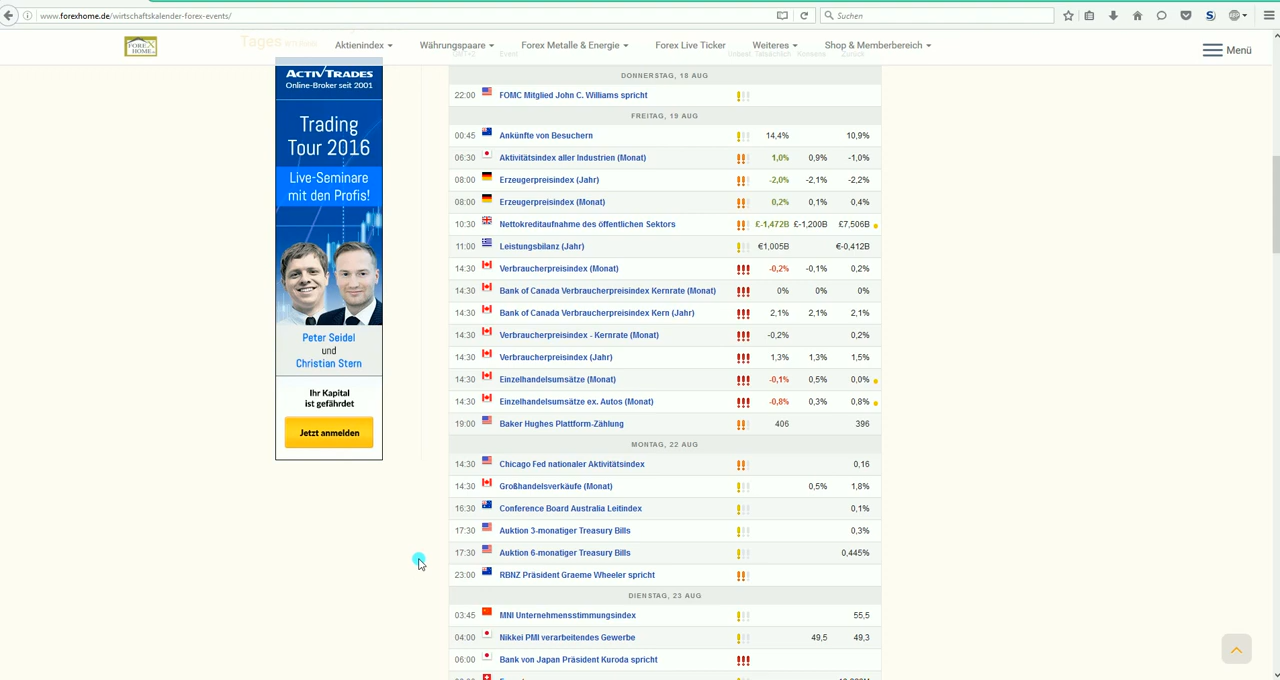 www.forexhome.de/wirtschaftskalender-forex-events/
Suchen
FOREX HOME
Tages
Aktienindex
Währungspaare
Forex Metalle & Energie
Forex Live Ticker
Weiteres
Shop & Memberbereich
Menü
ACTIVTRADES
Online-Broker seit 2001
Trading
Tour 2016
Live-Seminare
mit den Profis!
Peter Seidel
und
Christian Stern
Ihr Kapital
ist gefährdet
Jetzt anmelden
DONNERSTAG, 18 AUG
22:00 FOMC Mitglied John C. Williams spricht
FREITAG, 19 AUG
00:45 Ankünfte von Besuchern 14,4% 10,9%
06:30 Aktivitätsindex aller Industrien (Monat) 1,0% 0,9% -1,0%
08:00 Erzeugerpreisindex (Jahr) -2,0% -2,1% -2,2%
08:00 Erzeugerpreisindex (Monat) 0,2% 0,1% 0,4%
10:30 Nettokreditaufnahme des öffentlichen Sektors £-1,472B £-1,200B £7,506B
11:00 Leistungsbilanz (Jahr) €1,005B €-0,412B
14:30 Verbraucherpreisindex (Monat) -0,2% -0,1% 0,2%
14:30 Bank of Canada Verbraucherpreisindex Kernrate (Monat) 0% 0% 0%
14:30 Bank of Canada Verbraucherpreisindex Kern (Jahr) 2,1% 2,1% 2,1%
14:30 Verbraucherpreisindex - Kernrate (Monat) -0,2% 0,2%
14:30 Verbraucherpreisindex (Jahr) 1,3% 1,3% 1,5%
14:30 Einzelhandelsumsätze (Monat) -0,1% 0,5% 0,0%
14:30 Einzelhandelsumsätze ex. Autos (Monat) -0,8% 0,3% 0,8%
19:00 Baker Hughes Plattform-Zählung 406 396
MONTAG, 22 AUG
14:30 Chicago Fed nationaler Aktivitätsindex 0,16
14:30 Großhandelsverkäufe (Monat) 0,5% 1,8%
16:30 Conference Board Australia Leitindex 0,1%
17:30 Auktion 3-monatiger Treasury Bills 0,3%
17:30 Auktion 6-monatiger Treasury Bills 0,445%
23:00 RBNZ Präsident Graeme Wheeler spricht
DIENSTAG, 23 AUG
03:45 MNI Unternehmensstimmungsindex 55,5
04:00 Nikkei PMI verarbeitendes Gewerbe 49,5 49,3
06:00 Bank von Japan Präsident Kuroda spricht